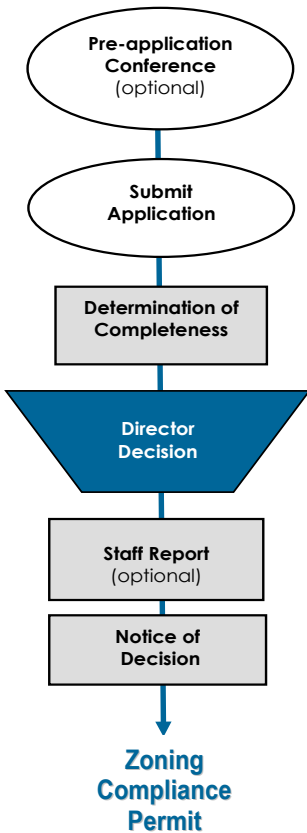 Pre-application
Conference
(optional)
Submit
Application
Determination of
Completeness
Director
Decision
Staff Report
(optional)
Notice of
Decision
Zoning
Compliance
Permit